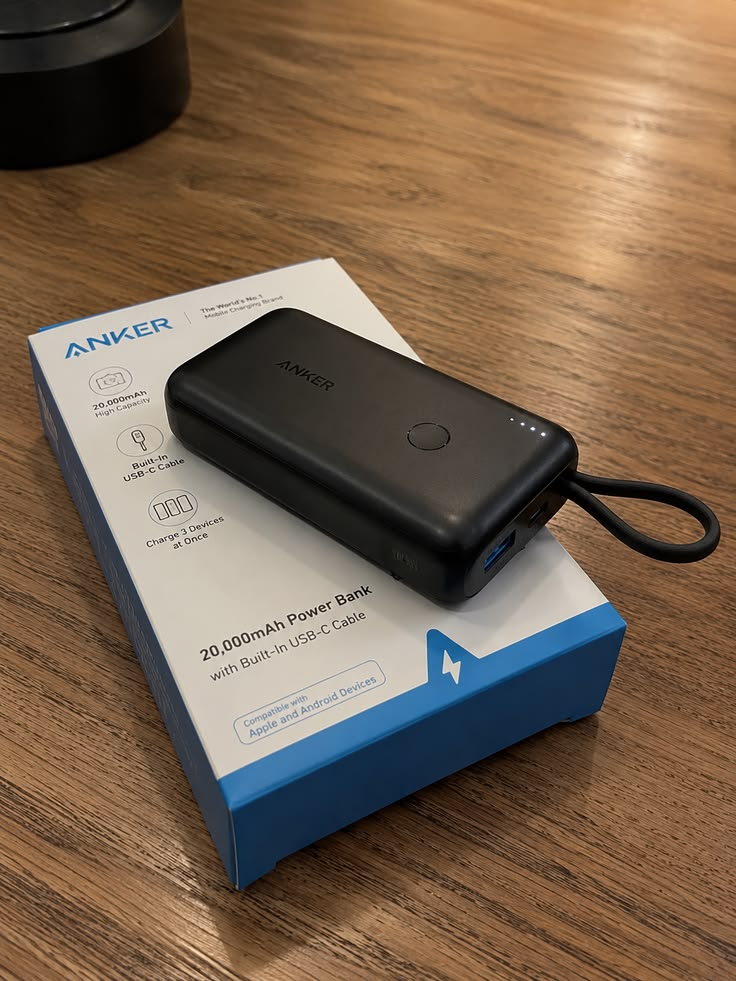 ANKER
The World's No.1
Mobile Charging Brand
20,000mAh
High Capacity
Built-In
USB-C Cable
Charge 3 Devices
at Once
ANKER
20,000mAh Power Bank
with Built-In USB-C Cable
Compatible with
Apple and Android Devices